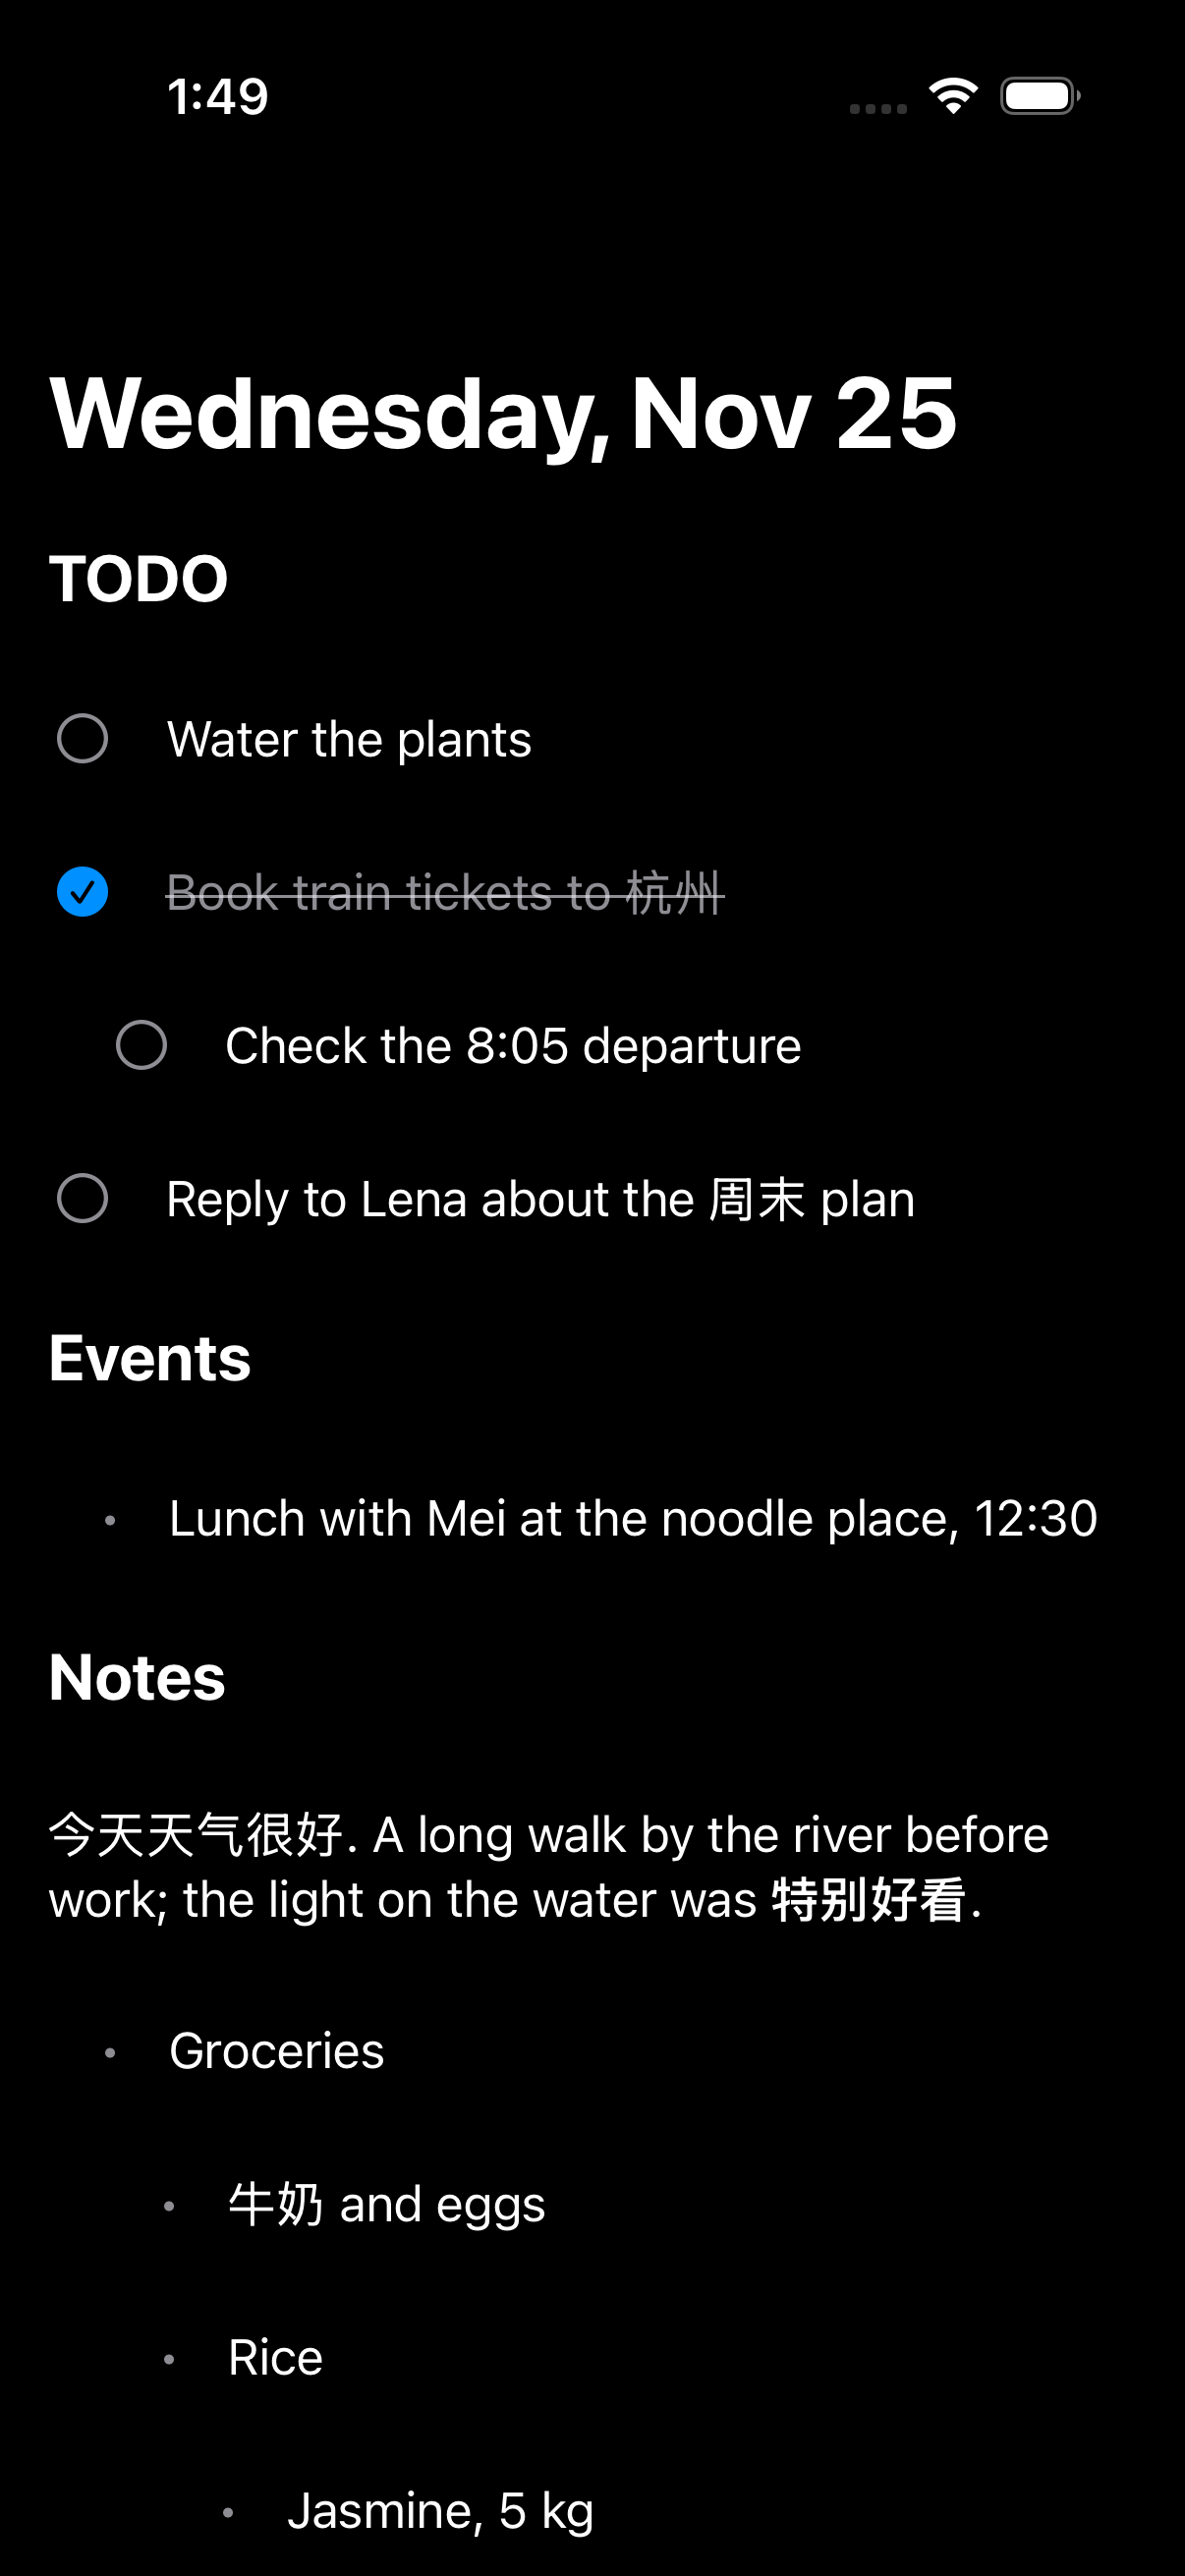 1:49
Wednesday, Nov 25
TODO
Water the plants
Book train tickets to 杭州
Check the 8:05 departure
Reply to Lena about the 周末 plan
Events
Lunch with Mei at the noodle place, 12:30
Notes
今天天气很好. A long walk by the river before
work; the light on the water was 特别好看.
Groceries
牛奶 and eggs
Rice
Jasmine, 5 kg